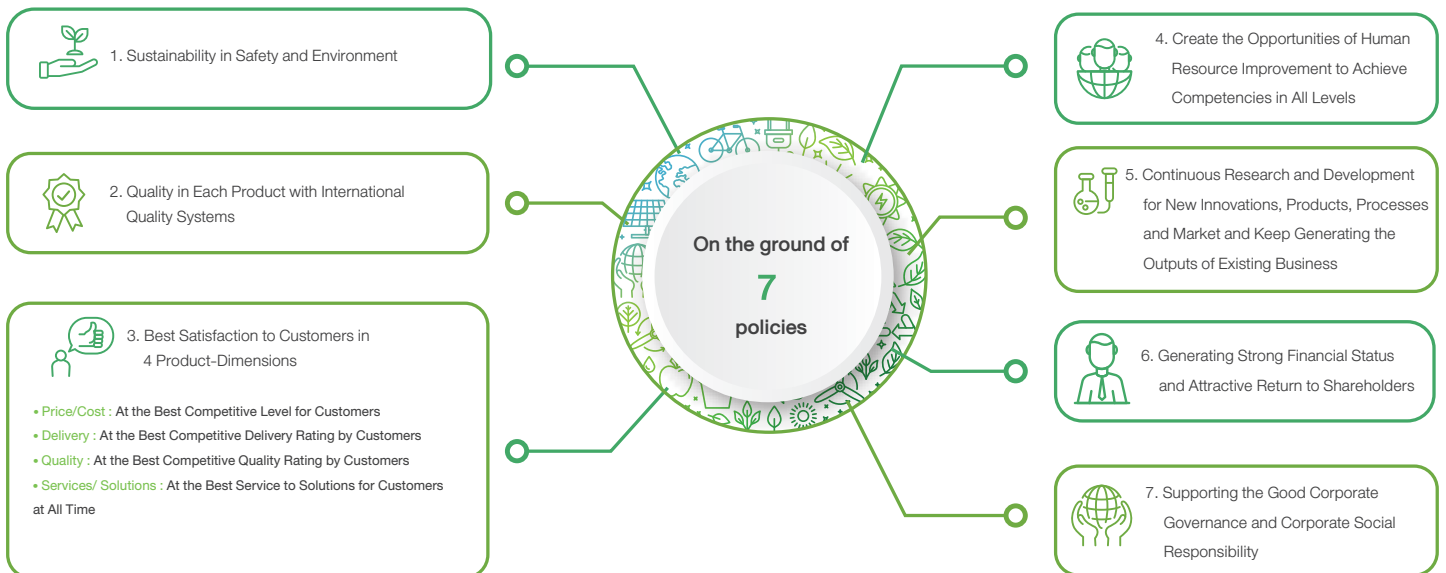 1. Sustainability in Safety and Environment
2. Quality in Each Product with International
Quality Systems
3. Best Satisfaction to Customers in
4 Product-Dimensions
• Price/Cost : At the Best Competitive Level for Customers
• Delivery : At the Best Competitive Delivery Rating by Customers
• Quality : At the Best Competitive Quality Rating by Customers
• Services/ Solutions : At the Best Service to Solutions for Customers
at All Time
On the ground of
7
policies
4. Create the Opportunities of Human
Resource Improvement to Achieve
Competencies in All Levels
5. Continuous Research and Development
for New Innovations, Products, Processes
and Market and Keep Generating the
Outputs of Existing Business
6. Generating Strong Financial Status
and Attractive Return to Shareholders
7. Supporting the Good Corporate
Governance and Corporate Social
Responsibility